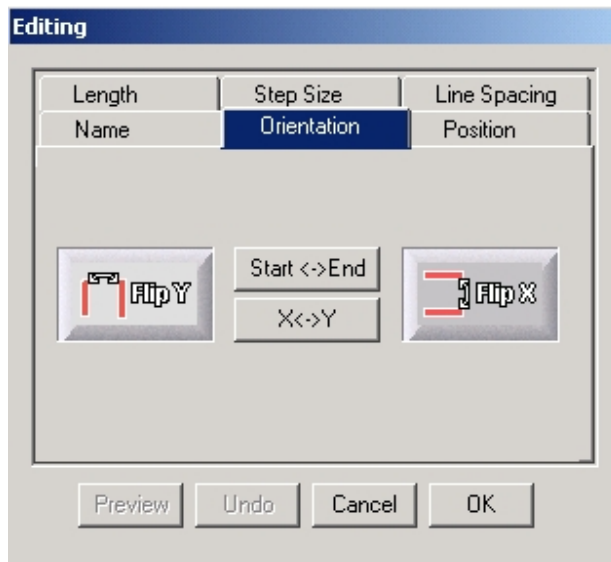 Editing
Length Step Size Line Spacing
Name Orientation Position
Flip Y Start <->End Flip X
X<->Y
Preview Undo Cancel OK